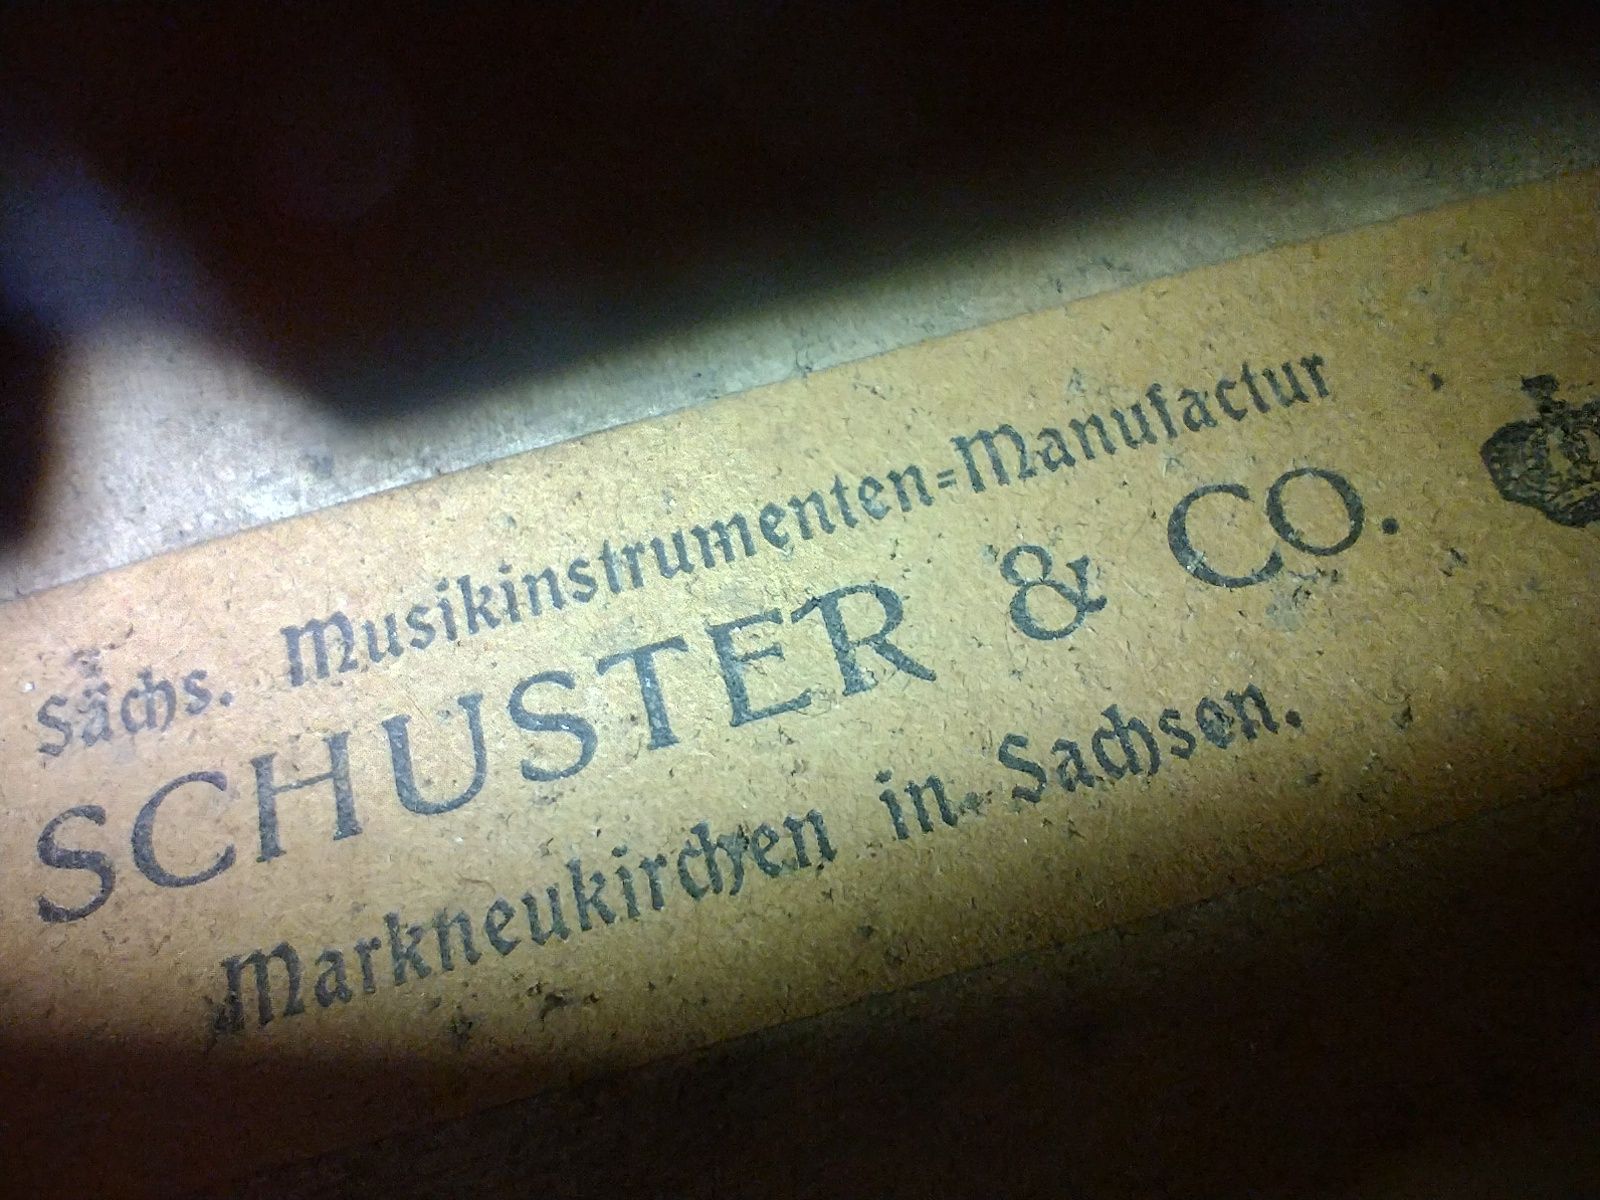 Sächs. Musikinstrumenten=Manufactur
SCHUSTER & CO.
Markneukirchen in Sachsen.